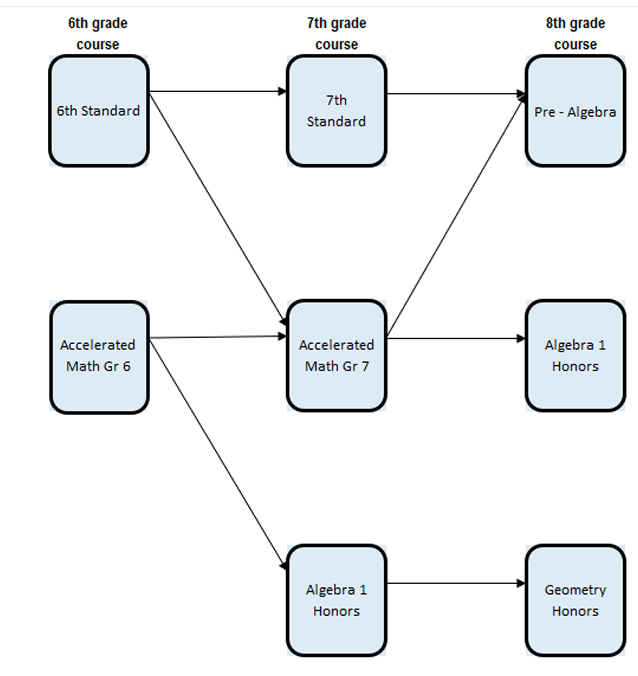 6th grade
course
7th grade
course
8th grade
course
6th Standard
7th
Standard
Pre - Algebra
Accelerated
Math Gr 6
Accelerated
Math Gr 7
Algebra 1
Honors
Algebra 1
Honors
Geometry
Honors